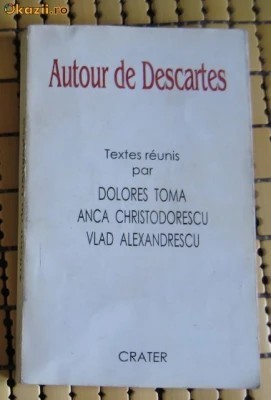 Okazii.ro
Autour de Descartes
Textes réunis
par
DOLORES TOMA
ANCA CHRISTODORESCU
VLAD ALEXANDRESCU
CRATER